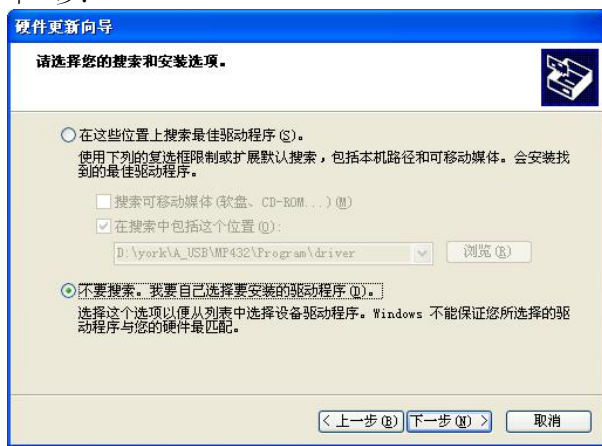 硬件更新向导
请选择您的搜索和安装选项。
在这些位置上搜索最佳驱动程序(S)。
使用下列的复选框限制或扩展默认搜索，包括本机路径和可移动媒体。会安装找
到的最佳驱动程序。
搜索可移动媒体(软盘、CD-ROM...)(M)
在搜索中包括这个位置(O):
D:\york\A_USB\MP432\Program\driver
浏览(R)
不要搜索。我要自己选择要安装的驱动程序(D)。
选择这个选项以便从列表中选择设备驱动程序。Windows 不能保证您所选择的驱
动程序与您的硬件最匹配。
< 上一步(B) 下一步(N) > 取消